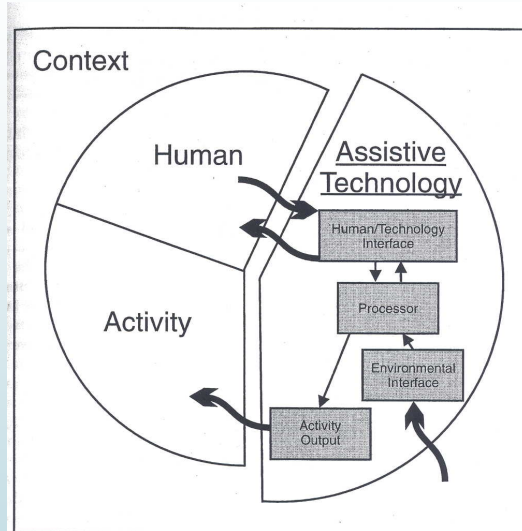 Context
Human
Assistive
Technology
Human/Technology
Interface
Processor
Activity
Environmental
Interface
Activity
Output